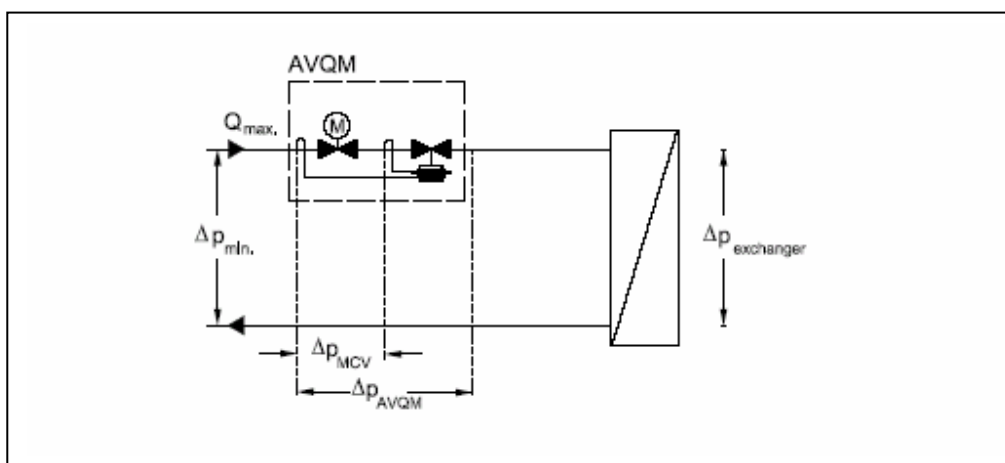 AVQM
Qmax.
M
Δpmin.
Δpexchanger
ΔpMCV
ΔpAVQM